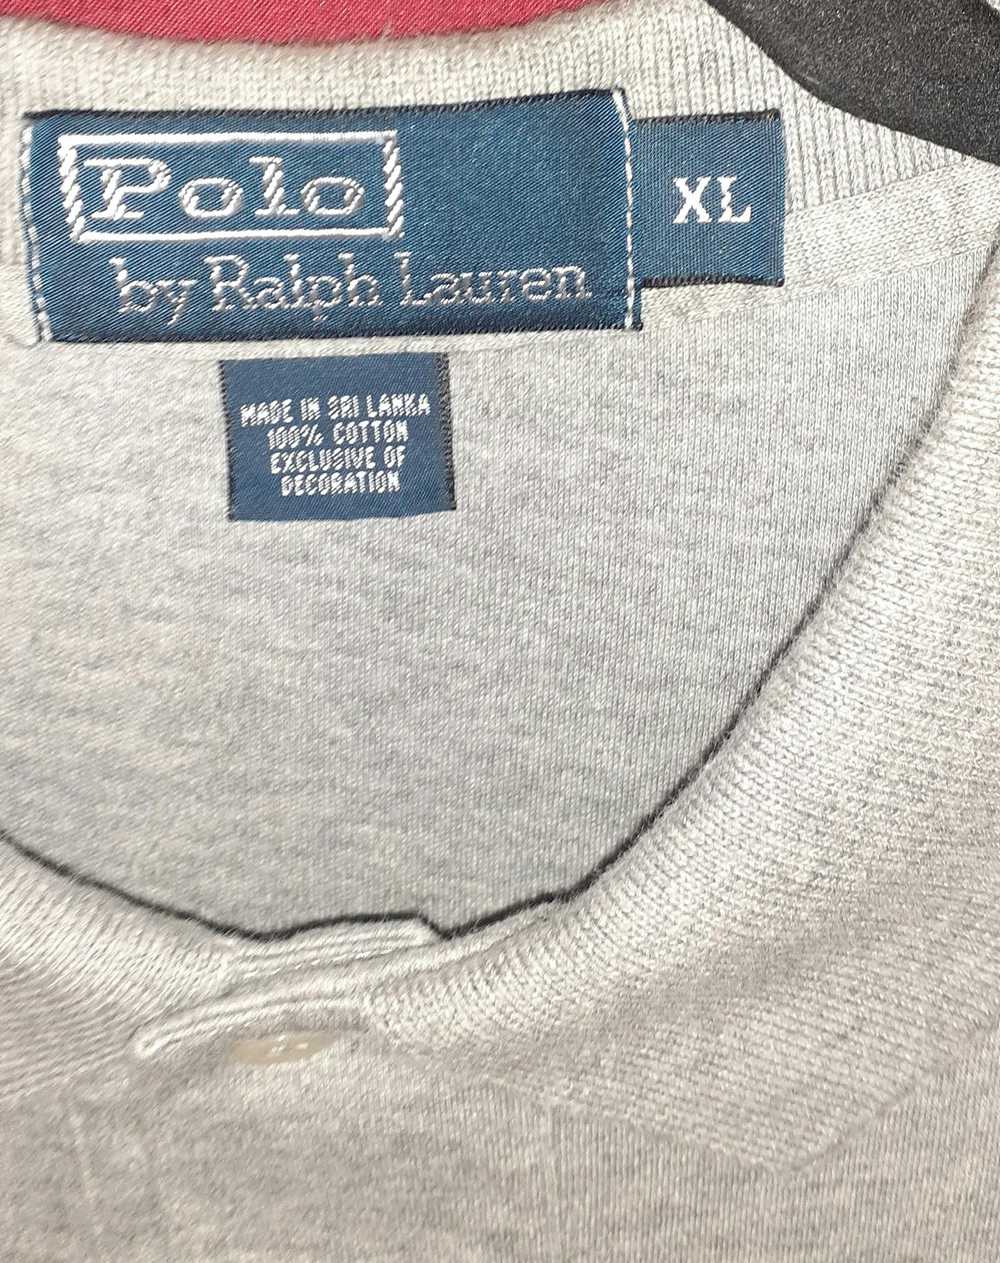 Polo
by Ralph Lauren
XL
MADE IN SRI LANKA
100% COTTON
EXCLUSIVE OF
DECORATION